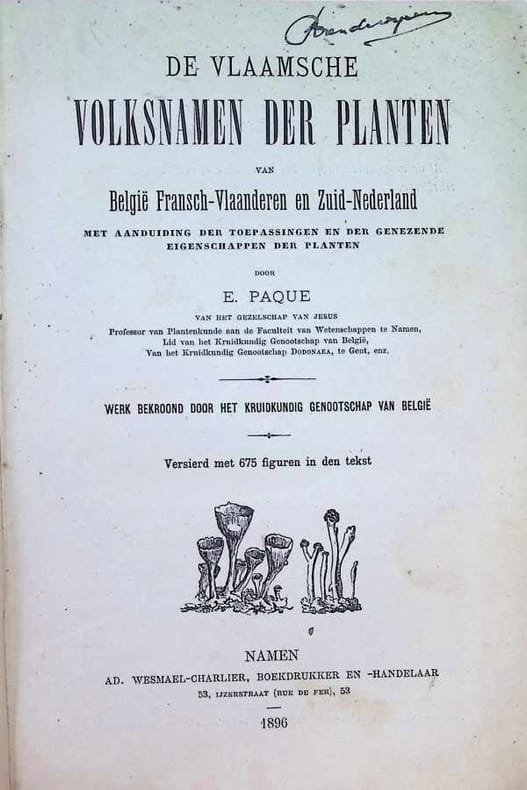 DE VLAAMSCHE
VOLKSNAMEN DER PLANTEN
VAN
België Fransch-Vlaanderen en Zuid-Nederland
MET AANDUIDING DER TOEPASSINGEN EN DER GENEZENDE
EIGENSCHAPPEN DER PLANTEN
DOOR
E. PAQUE
VAN HET GEZELSCHAP VAN JESUS
Professor van Plantenkunde aan de Faculteit van Wetenschappen te Namen,
Lid van het Kruidkundig Genootschap van België,
Van het Kruidkundig Genootschap DODONAEA, te Gent, enz.
WERK BEKROOND DOOR HET KRUIDKUNDIG GENOOTSCHAP VAN BELGIË
Versierd met 675 figuren in den tekst
NAMEN
AD. WESMAEL-CHARLIER, BOEKDRUKKER EN -HANDELAAR
53, IJZERSTRAAT (RUE DE FER), 53
1896